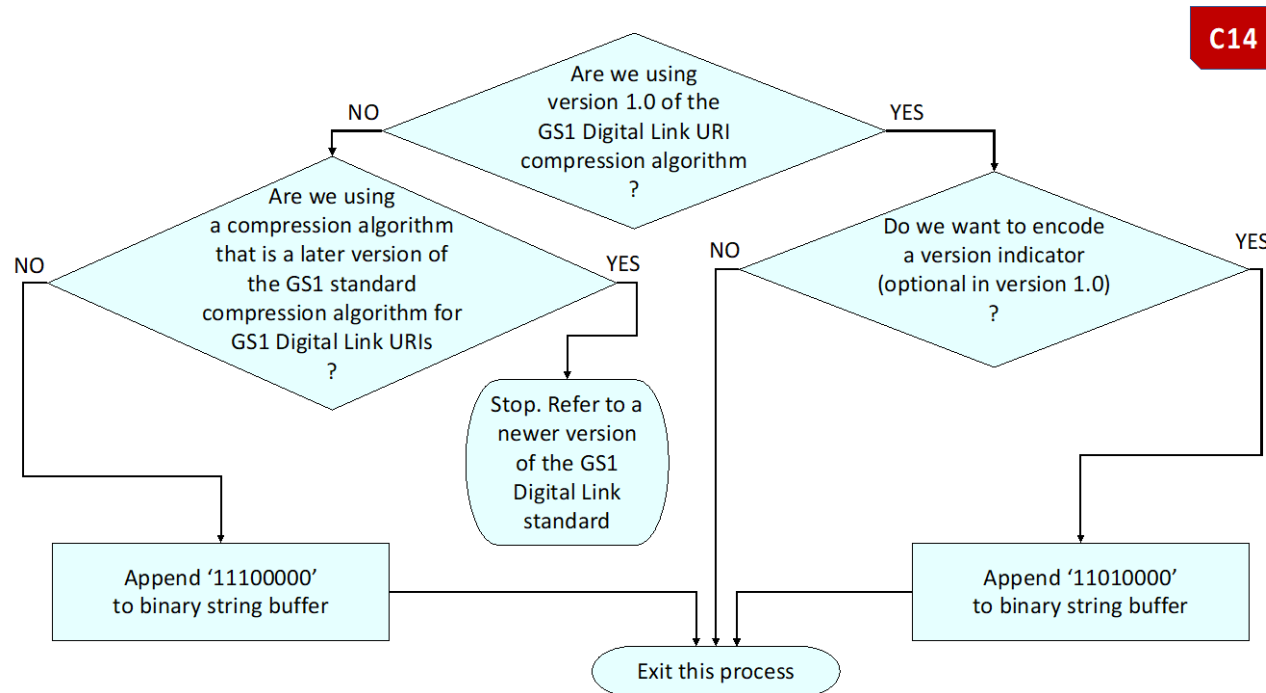 C14
Are we using
version 1.0 of the
GS1 Digital Link URI
compression algorithm
?
NO
YES
Are we using
a compression algorithm
that is a later version of
the GS1 standard
compression algorithm for
GS1 Digital Link URIs
?
NO
YES
Do we want to encode
a version indicator
(optional in version 1.0)
?
NO
YES
Stop. Refer to a
newer version
of the GS1
Digital Link
standard
Append ‘11100000’
to binary string buffer
Append ‘11010000’
to binary string buffer
Exit this process